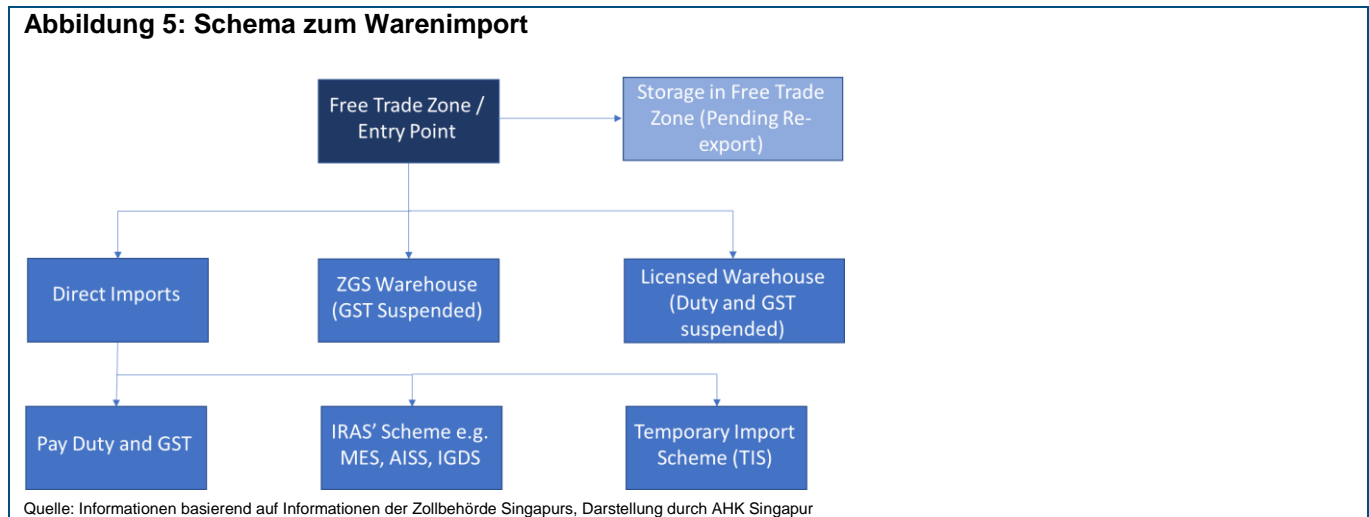 Abbildung 5: Schema zum Warenimport
Free Trade Zone /
Entry Point
Storage in Free Trade
Zone (Pending Re-
export)
Direct Imports
ZGS Warehouse
(GST Suspended)
Licensed Warehouse
(Duty and GST
suspended)
Pay Duty and GST
IRAS’ Scheme e.g.
MES, AISS, IGDS
Temporary Import
Scheme (TIS)
Quelle: Informationen basierend auf Informationen der Zollbehörde Singapurs, Darstellung durch AHK Singapur